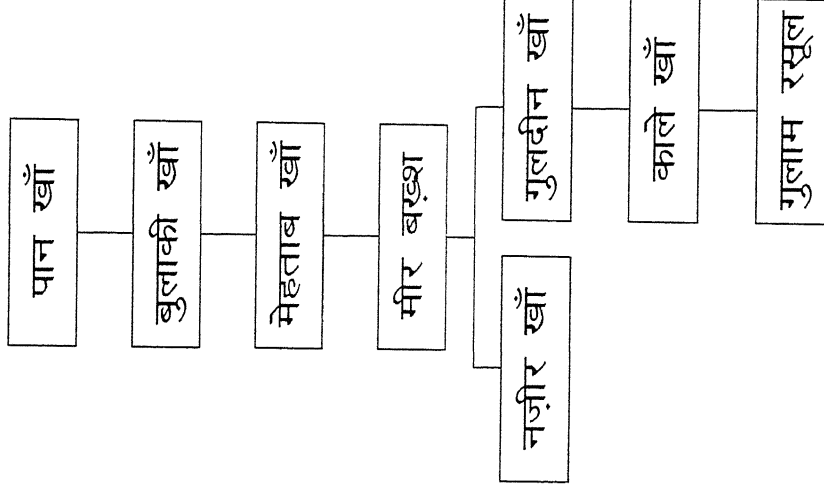 पान खाँ
बुलाकी खाँ
मेहताब खाँ
मीर बख़्श
नज़ीर खाँ
गुलदीन खाँ
काले खाँ
गुलाम रसूल